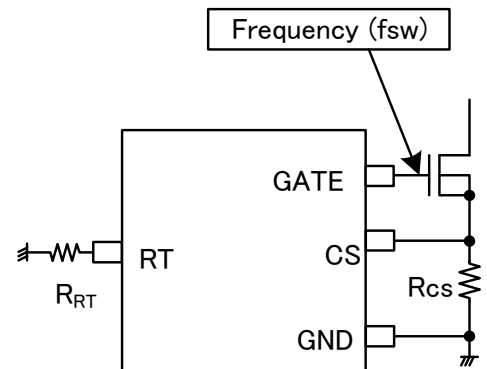 Frequency (fsw)
GATE
RT
CS
RRT
Rcs
GND